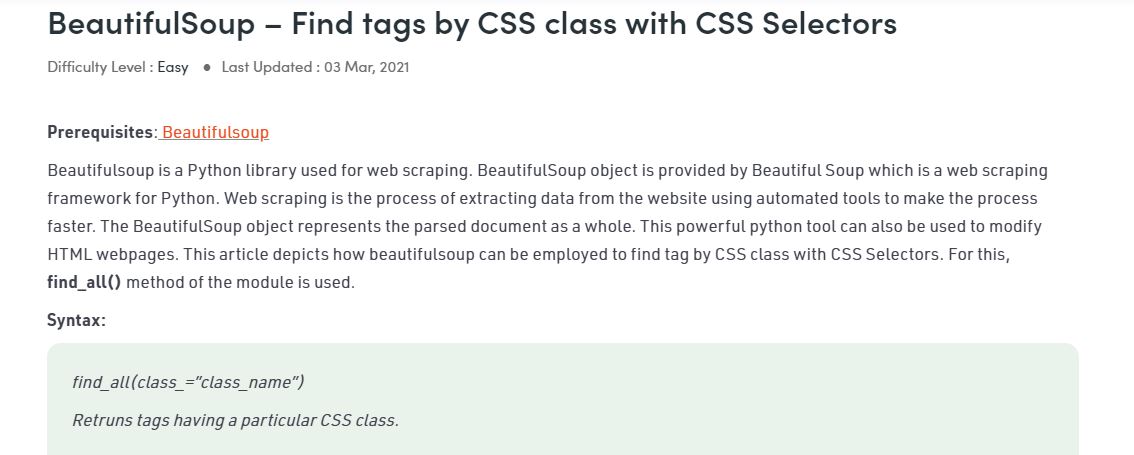 BeautifulSoup – Find tags by CSS class with CSS Selectors
Difficulty Level : Easy ● Last Updated : 03 Mar, 2021
Prerequisites: Beautifulsoup
Beautifulsoup is a Python library used for web scraping. BeautifulSoup object is provided by Beautiful Soup which is a web scraping
framework for Python. Web scraping is the process of extracting data from the website using automated tools to make the process
faster. The BeautifulSoup object represents the parsed document as a whole. This powerful python tool can also be used to modify
HTML webpages. This article depicts how beautifulsoup can be employed to find tag by CSS class with CSS Selectors. For this,
find_all() method of the module is used.
Syntax:
find_all(class_=”class_name”)
Retruns tags having a particular CSS class.